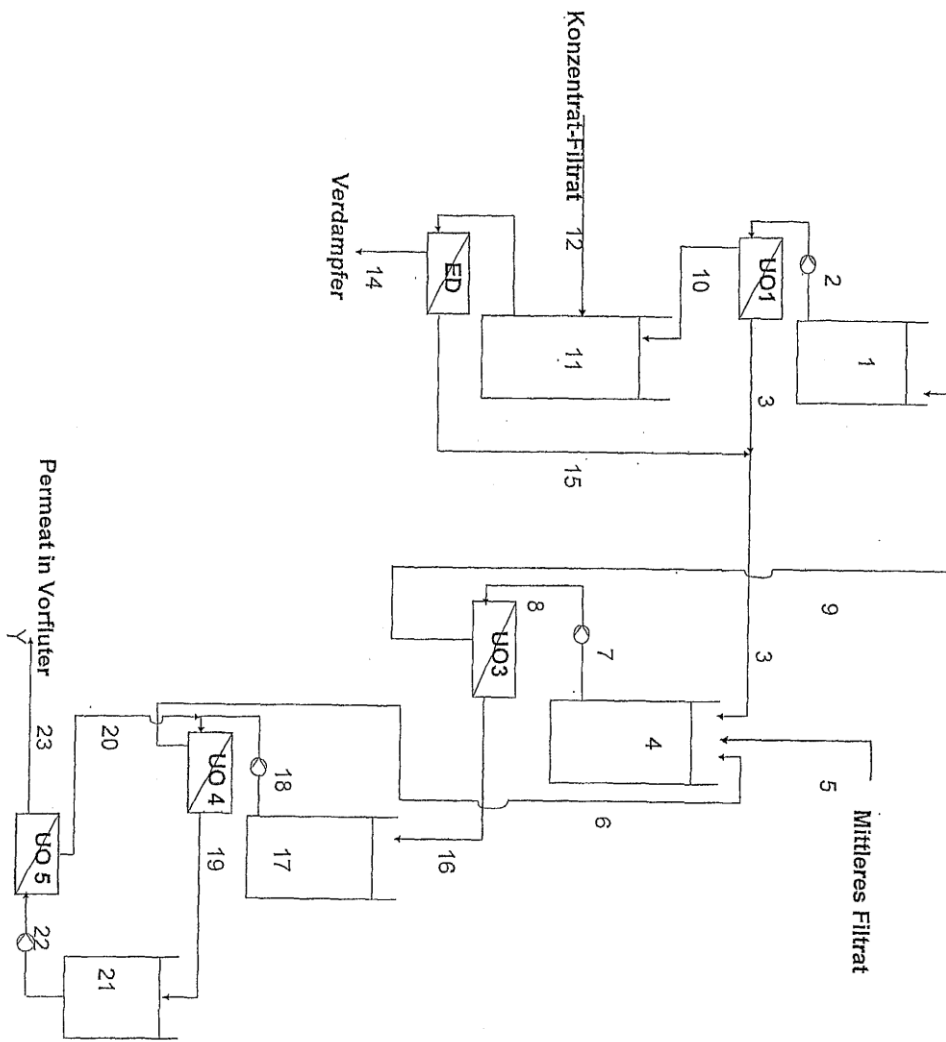 Mittleres Filtrat
1
2
9
5
UO1
3
3
10
4
7
6
Konzentrat-Filtrat
12
11
15
8
UO3
ED
16
14
Verdampfer
18
17
UO 4
19
20
21
Permeat in Vorfluter
23
UO 5
22